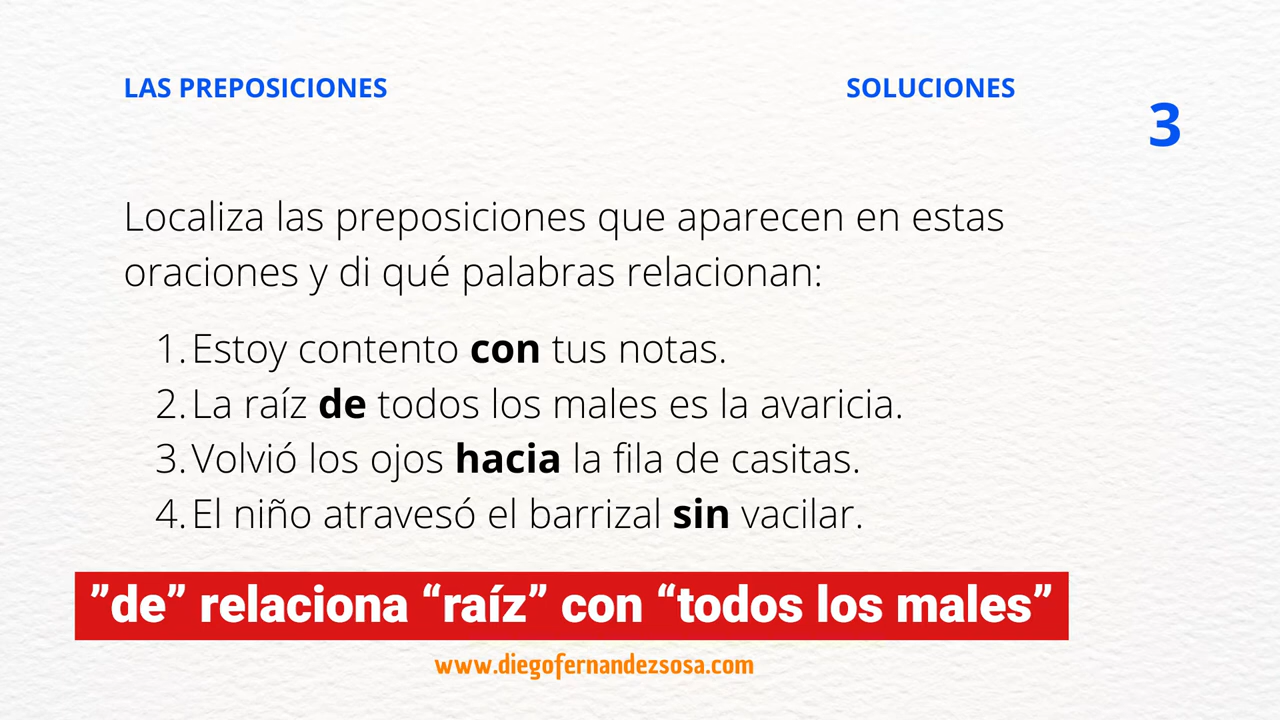 LAS PREPOSICIONES
SOLUCIONES
3
Localiza las preposiciones que aparecen en estas
oraciones y di qué palabras relacionan:
1. Estoy contento con tus notas.
2. La raíz de todos los males es la avaricia.
3. Volvió los ojos hacia la fila de casitas.
4. El niño atravesó el barrizal sin vacilar.
”de” relaciona “raíz” con “todos los males”
www.diegofernandezsosa.com